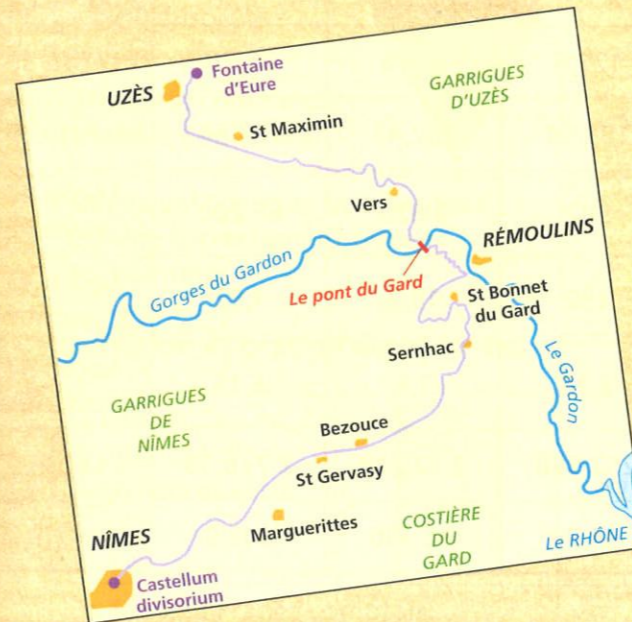 UZÈS
Fontaine
d'Eure
GARRIGUES
D'UZÈS
St Maximin
Vers
RÉMOULINS
Gorges du Gardon
Le pont du Gard
St Bonnet
du Gard
Sernhac
Le Gardon
GARRIGUES
DE
NÎMES
Bezouce
St Gervasy
Marguerittes
COSTIÈRE
DU
GARD
Le RHÔNE
NÎMES
Castellum
divisorium